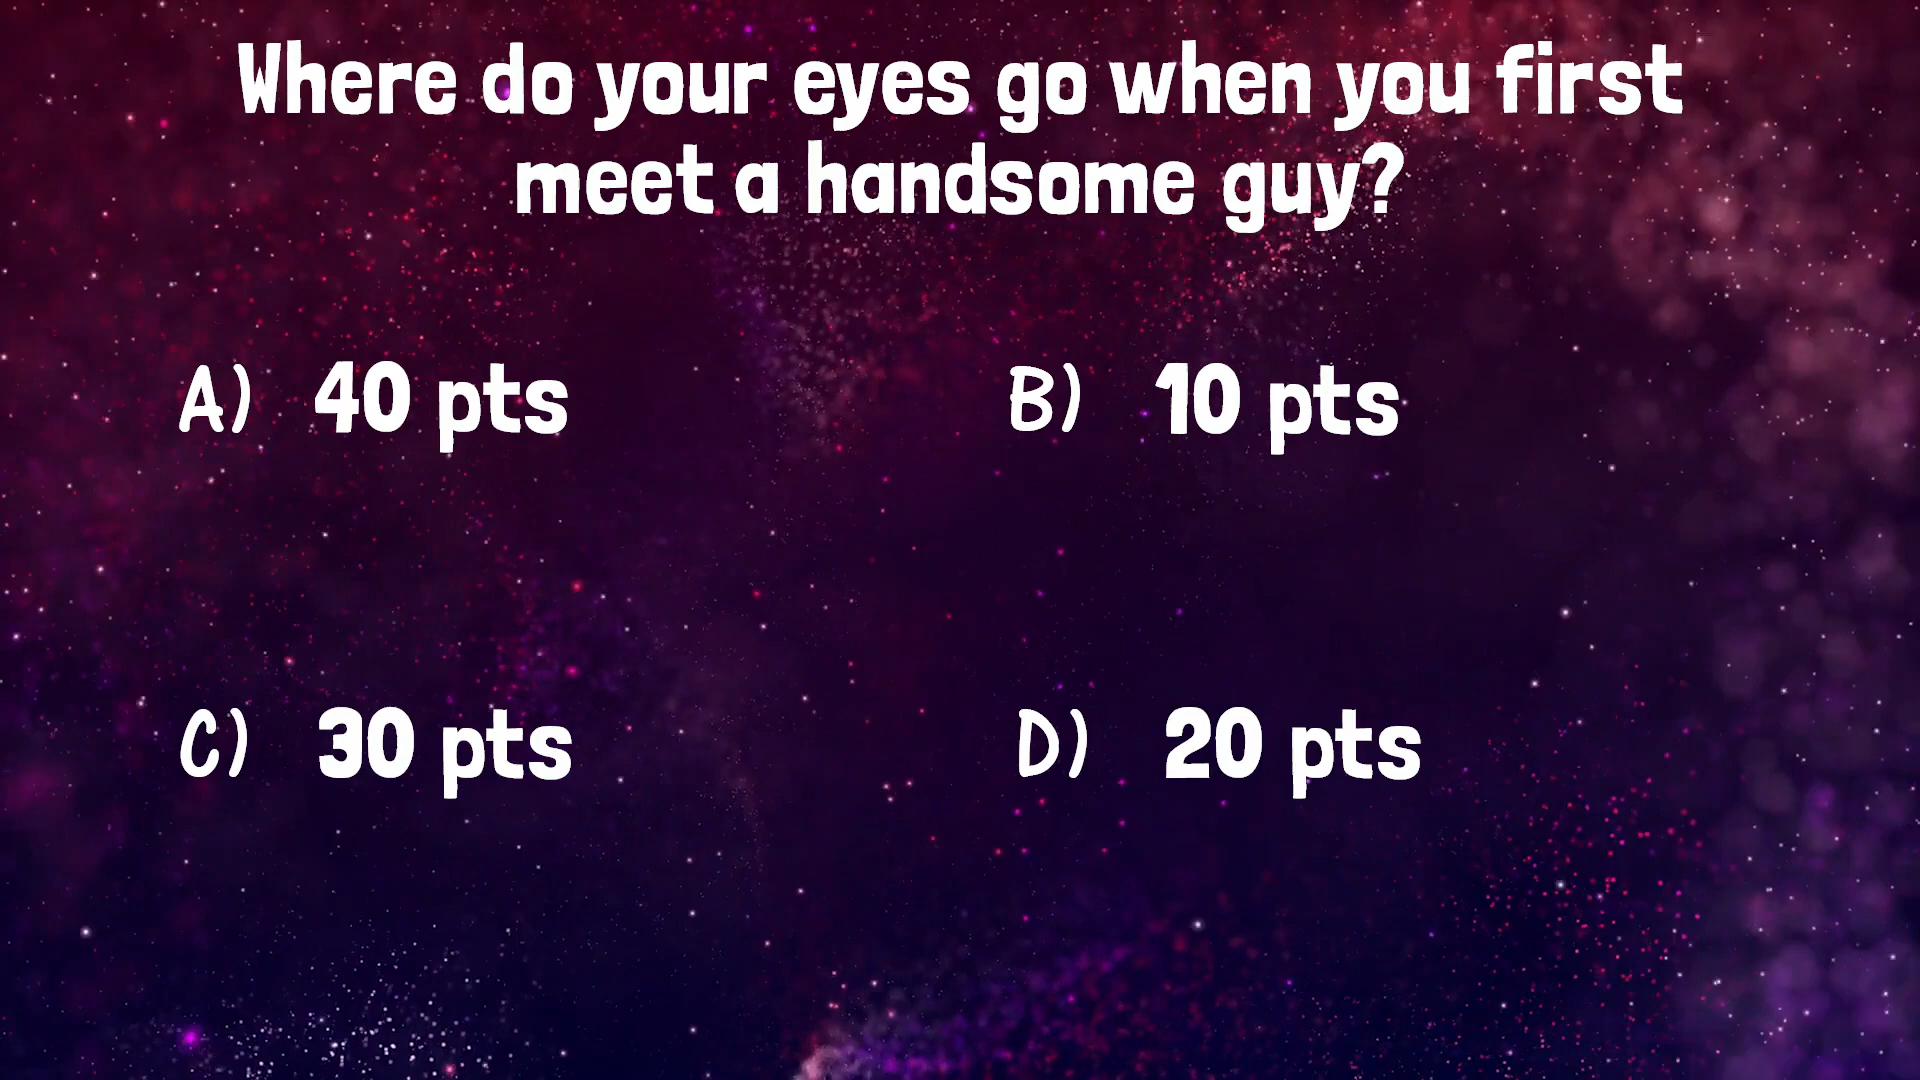 Where do your eyes go when you first
meet a handsome guy?
A) 40 pts
B) 10 pts
C) 30 pts
D) 20 pts